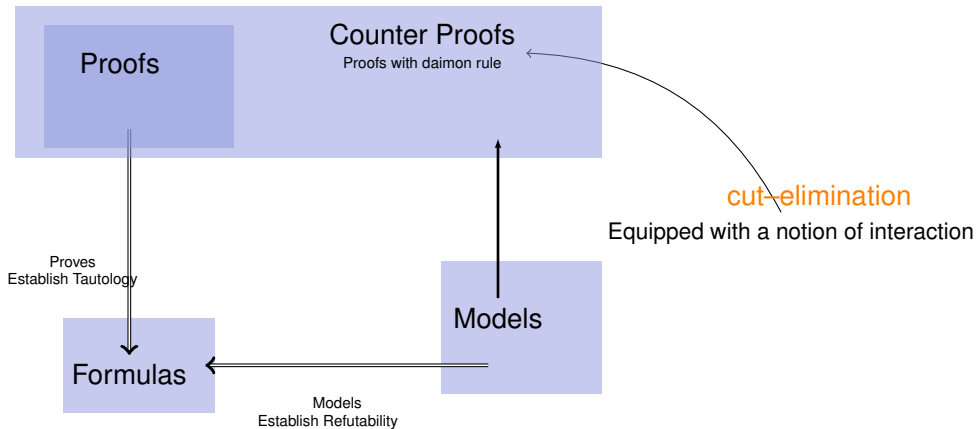 Counter Proofs
Proofs with daimon rule
Proofs
cut–elimination
Equipped with a notion of interaction
Proves
Establish Tautology
Models
Formulas
Models
Establish Refutability